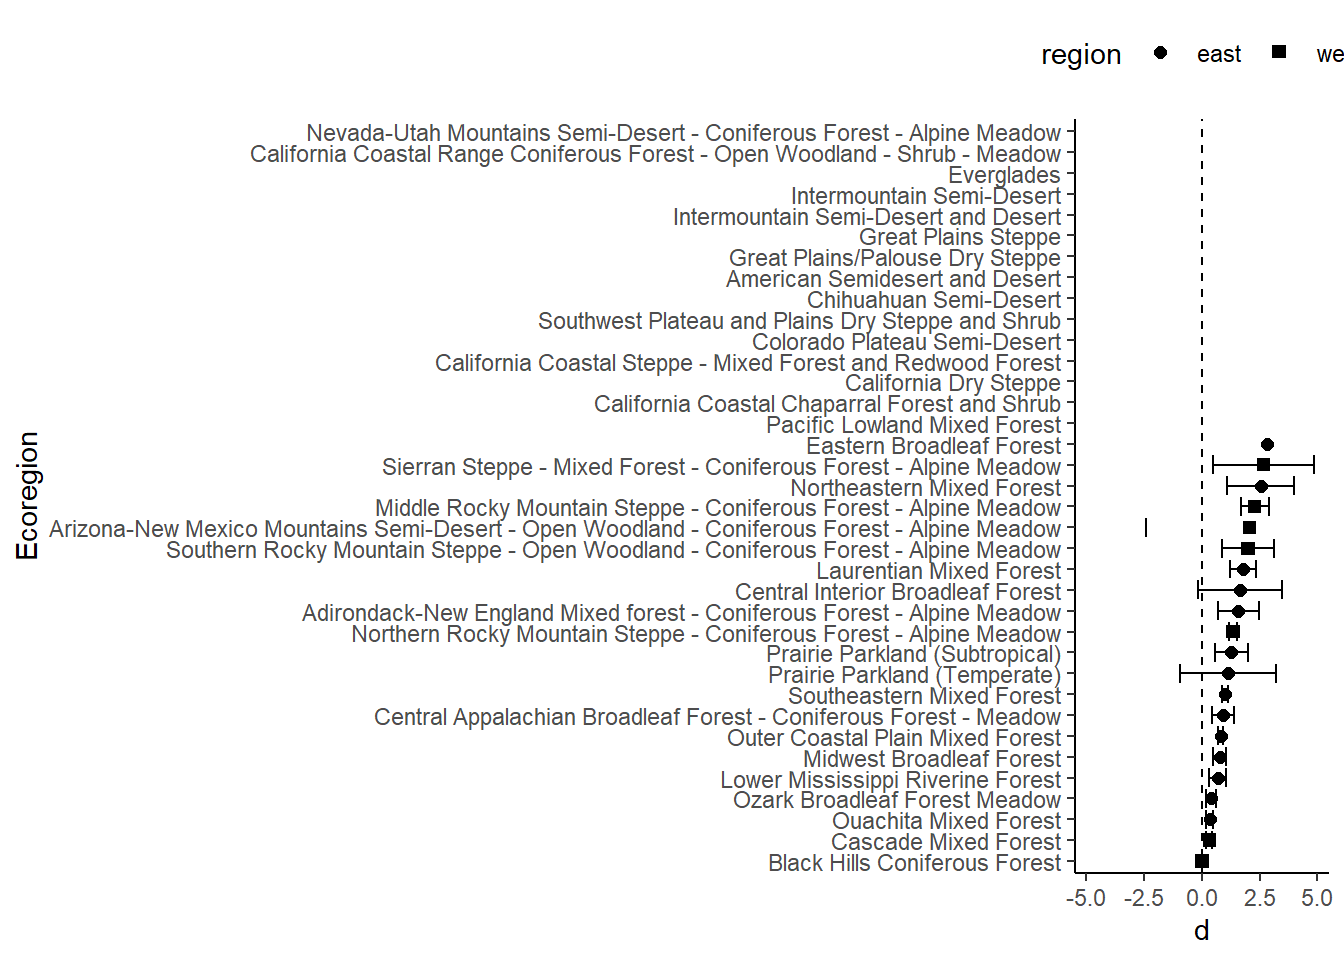 region east we
Nevada-Utah Mountains Semi-Desert - Coniferous Forest - Alpine Meadow
California Coastal Range Coniferous Forest - Open Woodland - Shrub - Meadow
Everglades
Intermountain Semi-Desert
Intermountain Semi-Desert and Desert
Great Plains Steppe
Great Plains/Palouse Dry Steppe
American Semidesert and Desert
Chihuahuan Semi-Desert
Southwest Plateau and Plains Dry Steppe and Shrub
Colorado Plateau Semi-Desert
California Coastal Steppe - Mixed Forest and Redwood Forest
California Dry Steppe
California Coastal Chaparral Forest and Shrub
Pacific Lowland Mixed Forest
Eastern Broadleaf Forest
Sierran Steppe - Mixed Forest - Coniferous Forest - Alpine Meadow
Northeastern Mixed Forest
Middle Rocky Mountain Steppe - Coniferous Forest - Alpine Meadow
Arizona-New Mexico Mountains Semi-Desert - Open Woodland - Coniferous Forest - Alpine Meadow
Southern Rocky Mountain Steppe - Open Woodland - Coniferous Forest - Alpine Meadow
Laurentian Mixed Forest
Central Interior Broadleaf Forest
Adirondack-New England Mixed forest - Coniferous Forest - Alpine Meadow
Northern Rocky Mountain Steppe - Coniferous Forest - Alpine Meadow
Prairie Parkland (Subtropical)
Prairie Parkland (Temperate)
Southeastern Mixed Forest
Central Appalachian Broadleaf Forest - Coniferous Forest - Meadow
Outer Coastal Plain Mixed Forest
Midwest Broadleaf Forest
Lower Mississippi Riverine Forest
Ozark Broadleaf Forest Meadow
Ouachita Mixed Forest
Cascade Mixed Forest
Black Hills Coniferous Forest
Ecoregion
-5.0 -2.5 0.0 2.5 5.0
d